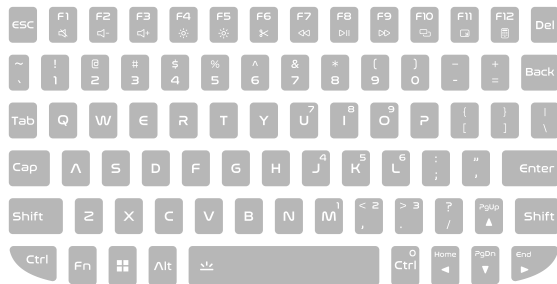 ESC F1 F2 F3 F4 F5 F6 F7 F8 F9 F10 F11 F12 Del
~ ! @ # $ % ^ & * ( ) - +
` 1 2 3 4 5 6 7 8 9 0 - = Back
Tab Q W E R T Y U 7 I 8 O 9 P { [ } ] | \
Cap A S D F G H J 4 K 5 L 6 : ; “ ‘ Enter
Shift Z X C V B N M 1 < 2 , > 3 . ? / PgUp Shift
Ctrl Fn Alt 0 Ctrl Home PgDn End